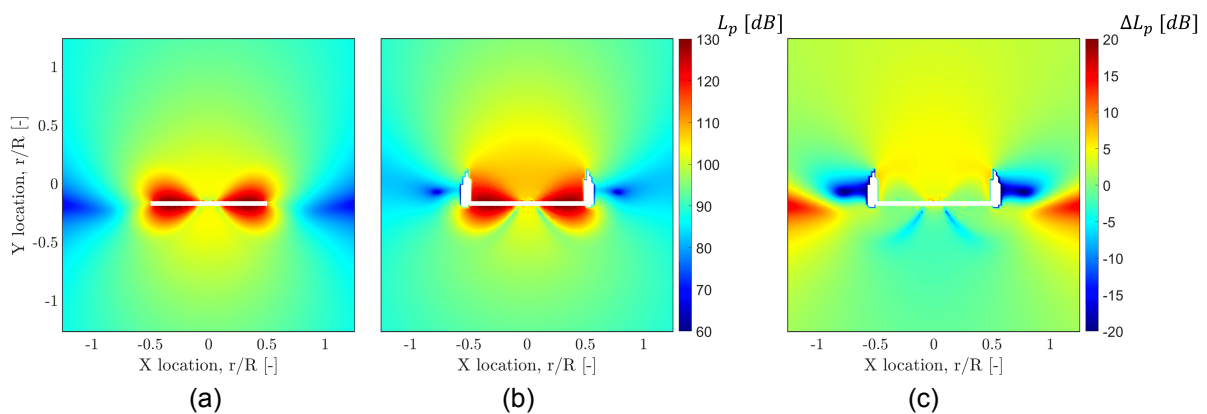 L_p [dB]
ΔL_p [dB]
1
0.5
0
-0.5
-1
Y location, r/R [-]
130
120
110
100
90
80
70
60
20
15
10
5
0
-5
-10
-15
-20
-1 -0.5 0 0.5 1
-1 -0.5 0 0.5 1
-1 -0.5 0 0.5 1
X location, r/R [-]
X location, r/R [-]
X location, r/R [-]
(a) (b) (c)